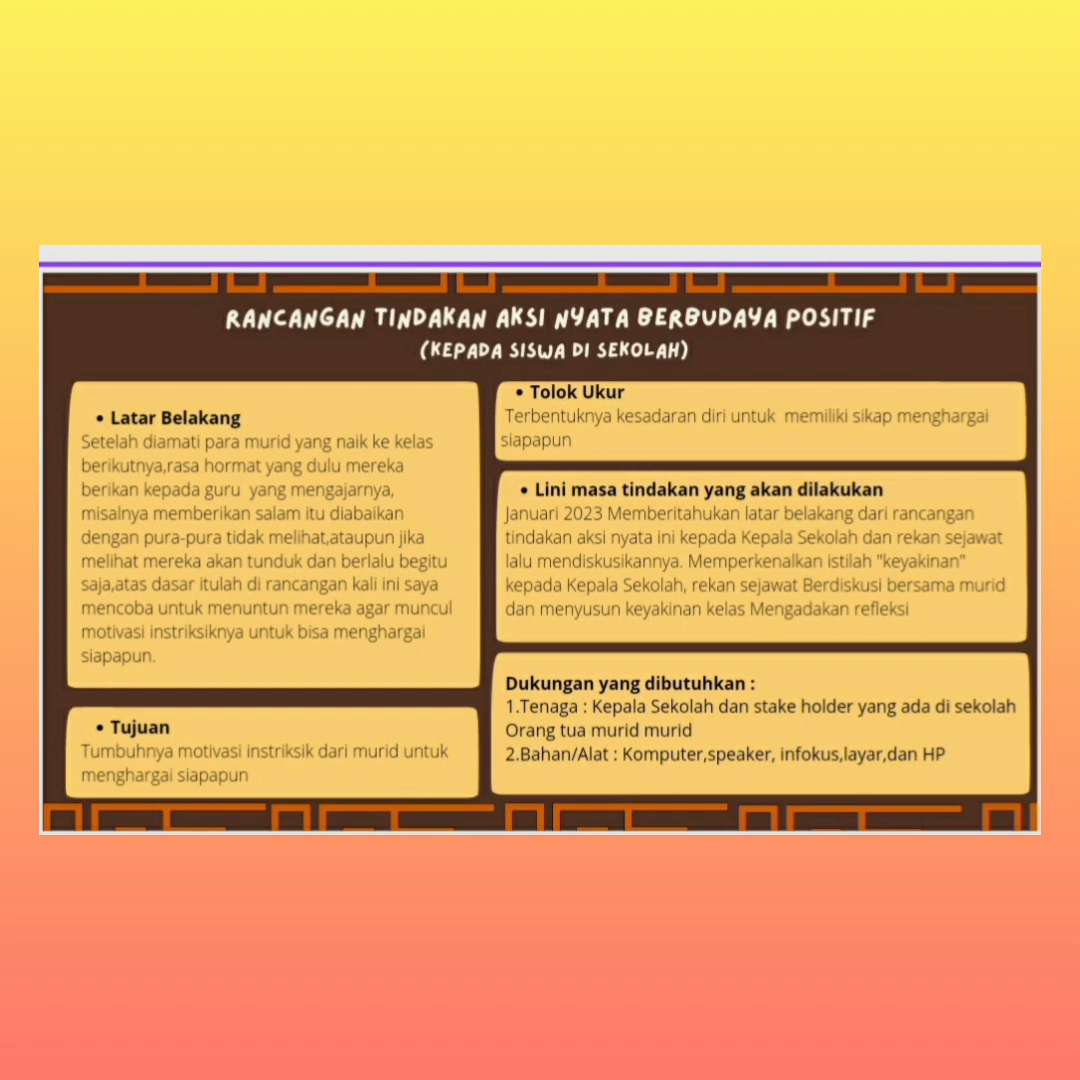 RANCANGAN TINDAKAN AKSI NYATA BERBUDAYA POSITIF
(KEPADA SISWA DI SEKOLAH)
• Latar Belakang
Setelah diamati para murid yang naik ke kelas
berikutnya,rasa hormat yang dulu mereka
berikan kepada guru yang mengajarnya,
misalnya memberikan salam itu diabaikan
dengan pura-pura tidak melihat,ataupun jika
melihat mereka akan tunduk dan berlalu begitu
saja,atas dasar itulah di rancangan kali ini saya
mencoba untuk menuntun mereka agar muncul
motivasi instriksiknya untuk bisa menghargai
siapapun.
• Tujuan
Tumbuhnya motivasi instriksik dari murid untuk
menghargai siapapun
• Tolok Ukur
Terbentuknya kesadaran diri untuk memiliki sikap menghargai
siapapun
• Lini masa tindakan yang akan dilakukan
Januari 2023 Memberitahukan latar belakang dari rancangan
tindakan aksi nyata ini kepada Kepala Sekolah dan rekan sejawat
lalu mendiskusikannya. Memperkenalkan istilah "keyakinan"
kepada Kepala Sekolah, rekan sejawat Berdiskusi bersama murid
dan menyusun keyakinan kelas Mengadakan refleksi
Dukungan yang dibutuhkan :
1.Tenaga : Kepala Sekolah dan stake holder yang ada di sekolah
Orang tua murid murid
2.Bahan/Alat : Komputer,speaker, infokus,layar,dan HP